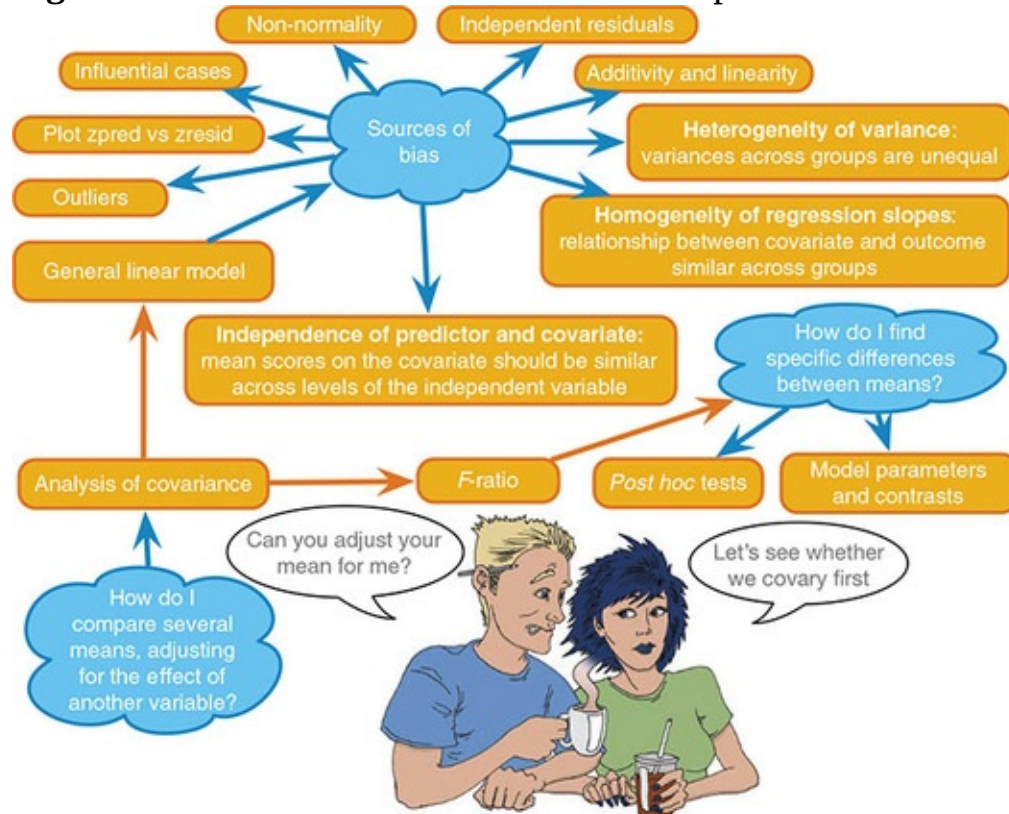 Non-normality
Independent residuals
Influential cases
Additivity and linearity
Plot zpred vs zresid
Sources of
bias
Heterogeneity of variance:
variances across groups are unequal
Outliers
Homogeneity of regression slopes:
relationship between covariate and outcome
similar across groups
General linear model
Independence of predictor and covariate:
mean scores on the covariate should be similar
across levels of the independent variable
How do I find
specific differences
between means?
Analysis of covariance
F-ratio
Post hoc tests
Model parameters
and contrasts
Can you adjust your
mean for me?
Let's see whether
we covary first
How do I
compare several
means, adjusting
for the effect of
another variable?